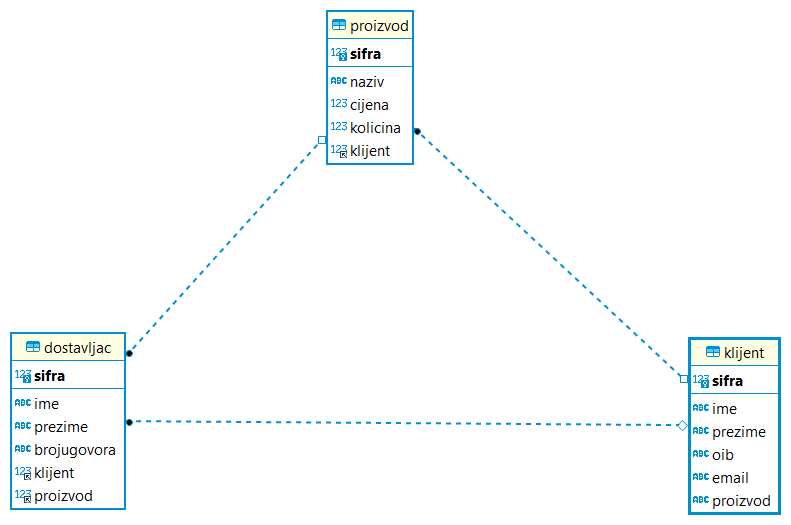 proizvod
123 sifra
ABC naziv
123 cijena
123 kolicina
123 klijent
dostavljac
123 sifra
ABC ime
ABC prezime
ABC brojugovora
123 klijent
123 proizvod
klijent
123 sifra
ABC ime
ABC prezime
ABC oib
ABC email
ABC proizvod